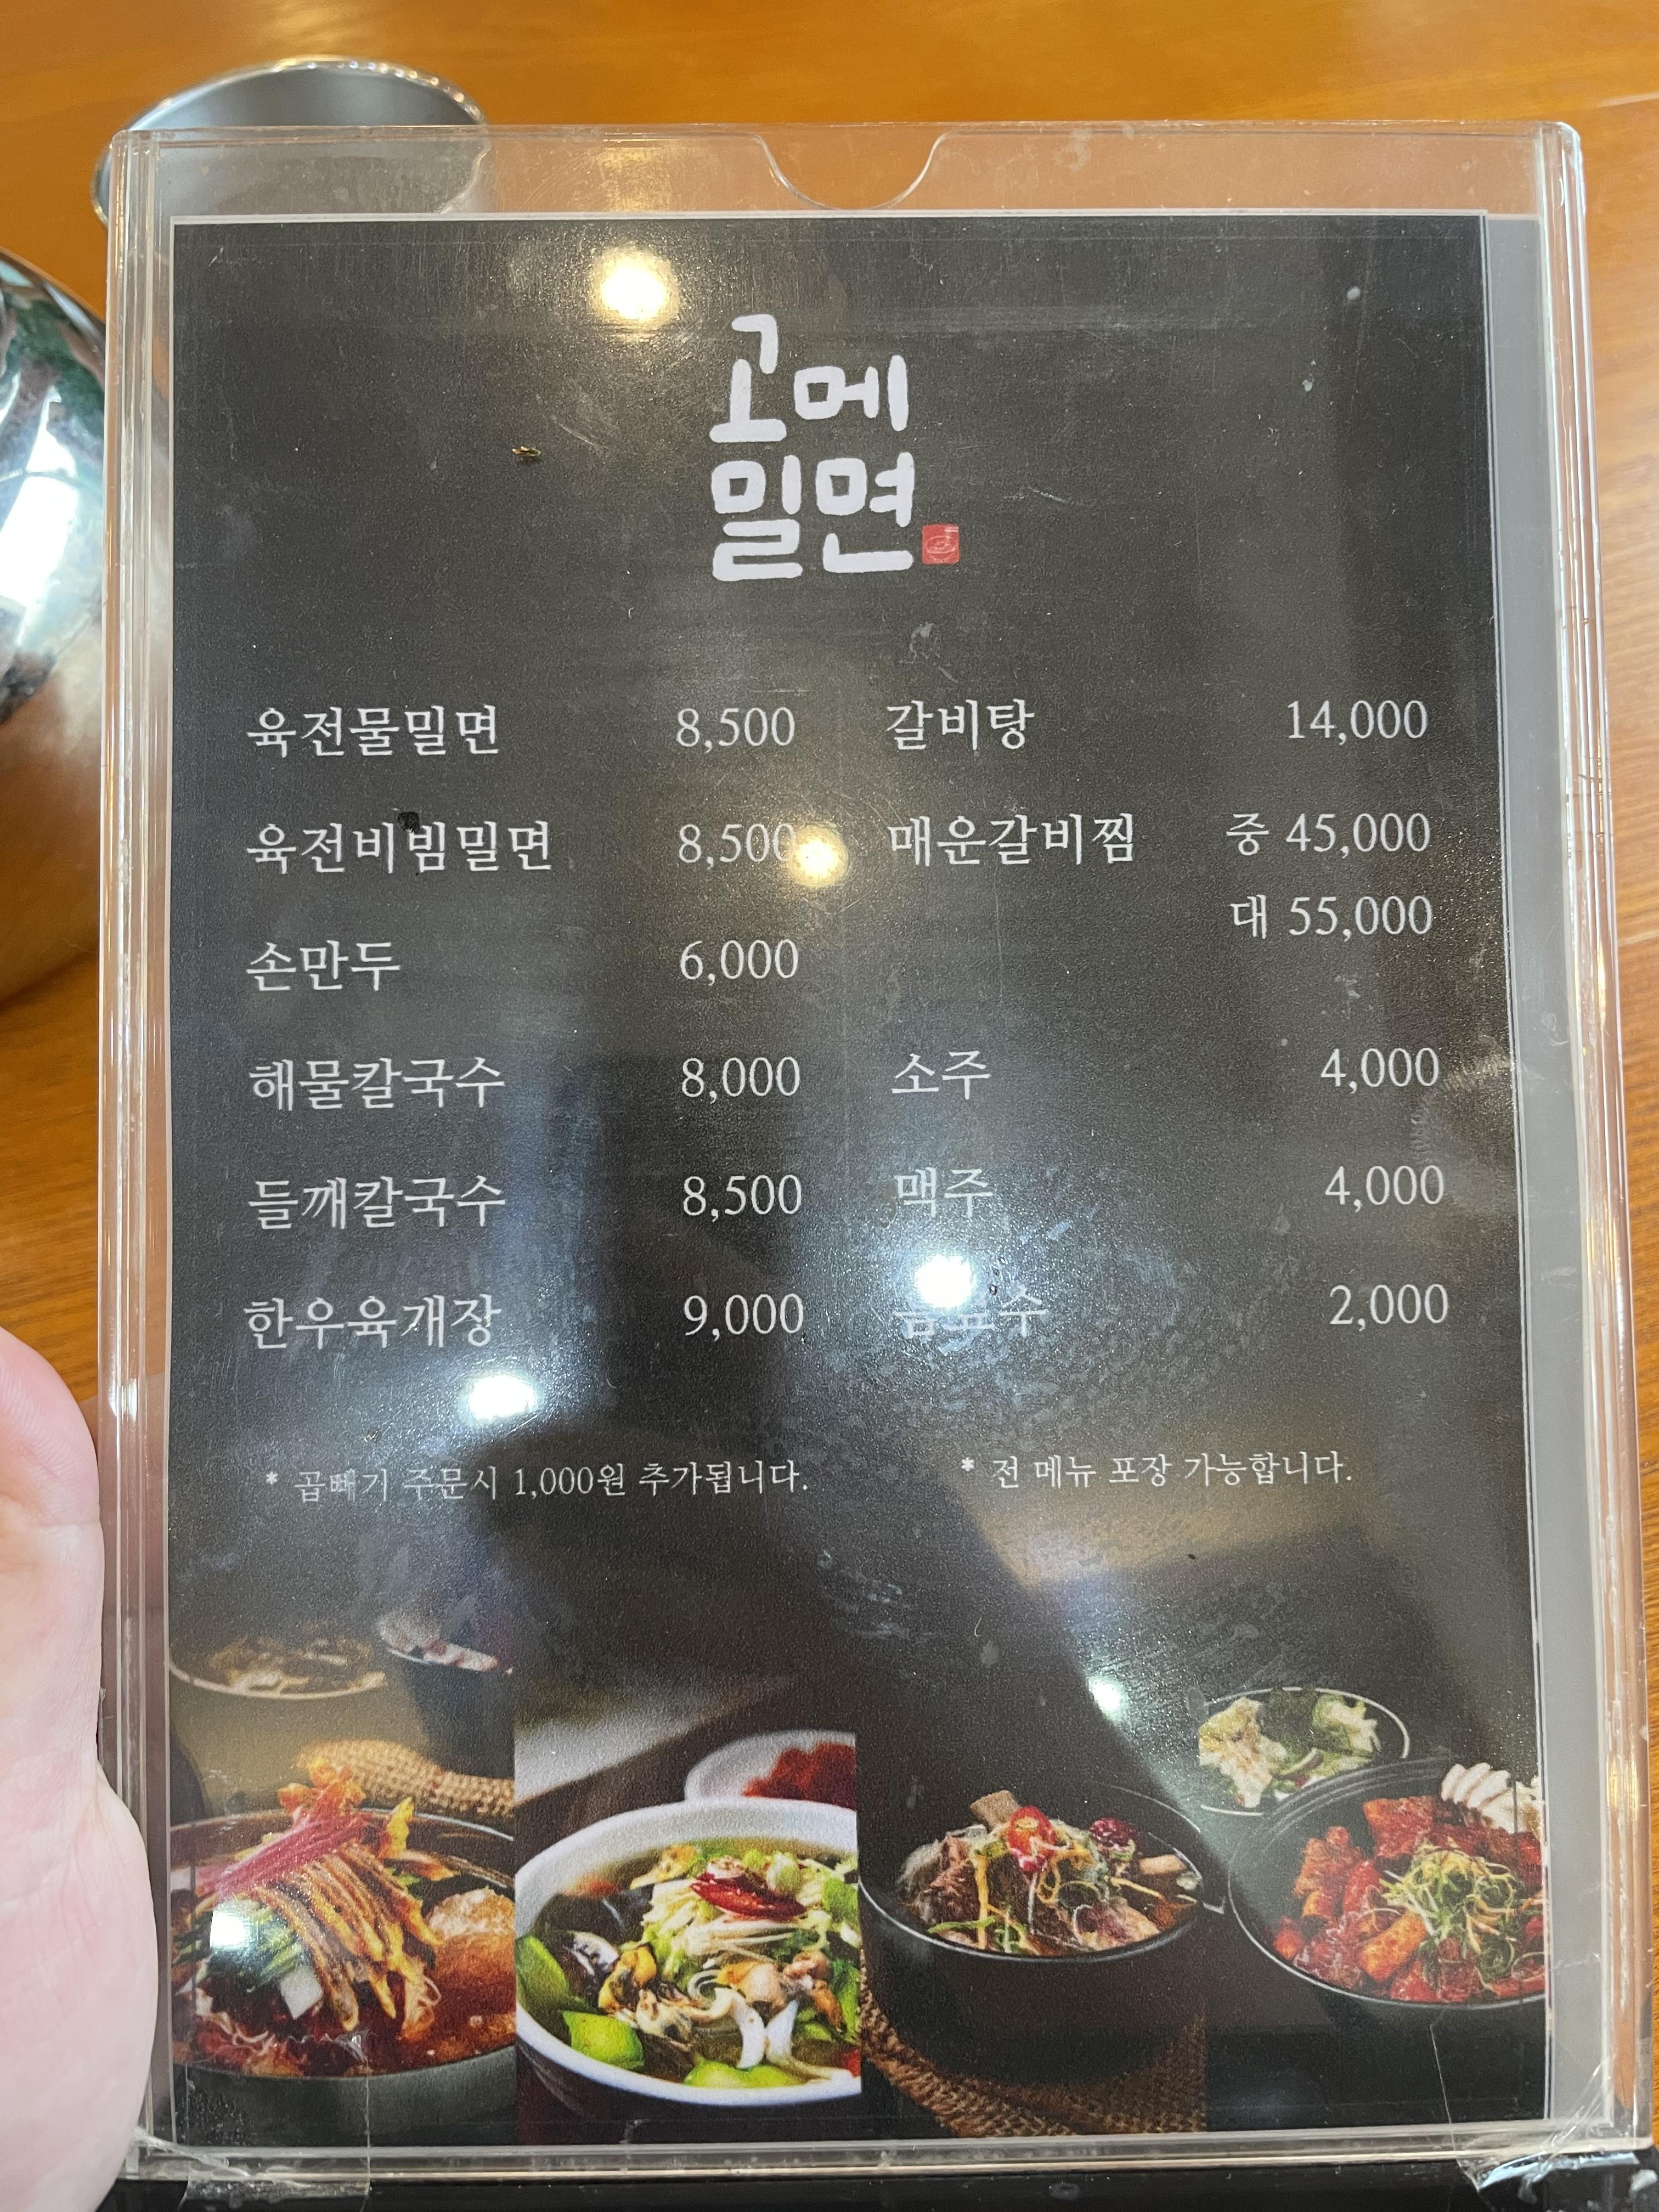 고메
밀면
육전물밀면 8,500
육전비빔밀면 8,500
손만두 6,000
해물칼국수 8,000
들깨칼국수 8,500
한우육개장 9,000
갈비탕 14,000
매운갈비찜 중 45,000
대 55,000
소주 4,000
맥주 4,000
음료수 2,000
* 곱빼기 주문시 1,000원 추가됩니다.
* 전 메뉴 포장 가능합니다.